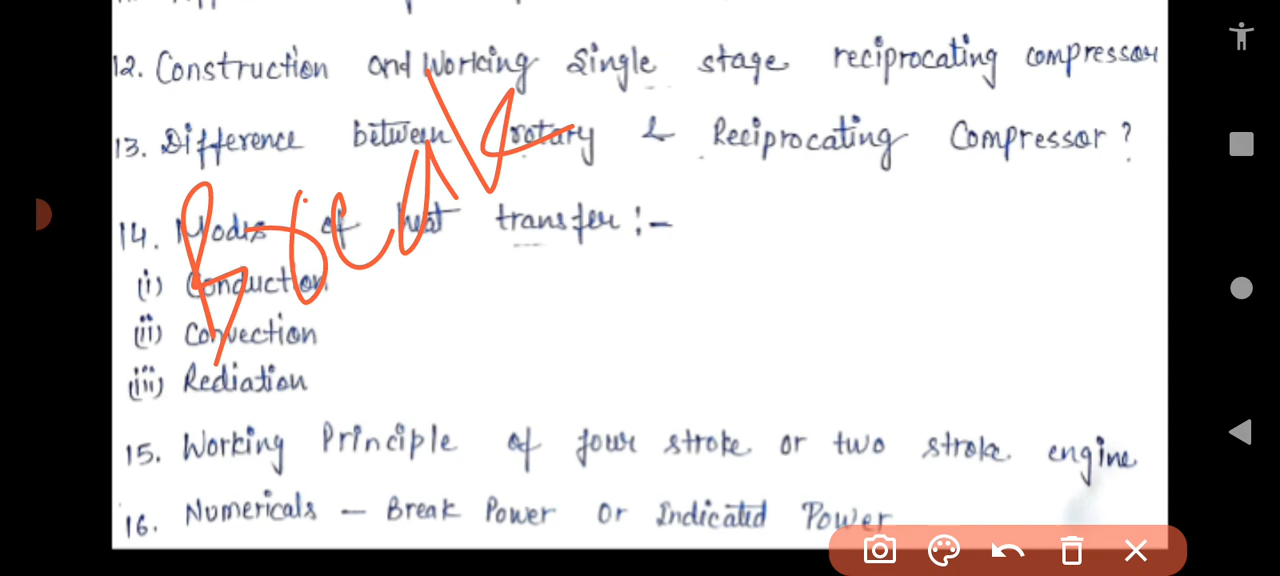 12. Construction and Working Single stage reciprocating compressor
13. Difference between rotary & Reciprocating Compressor ?
14. Modes of heat transfer :-
(i) Conduction
(ii) Convection
(iii) Rediation
15. Working Principle of four stroke or two stroke engine
16. Numericals - Break Power or Indicated Power
Break